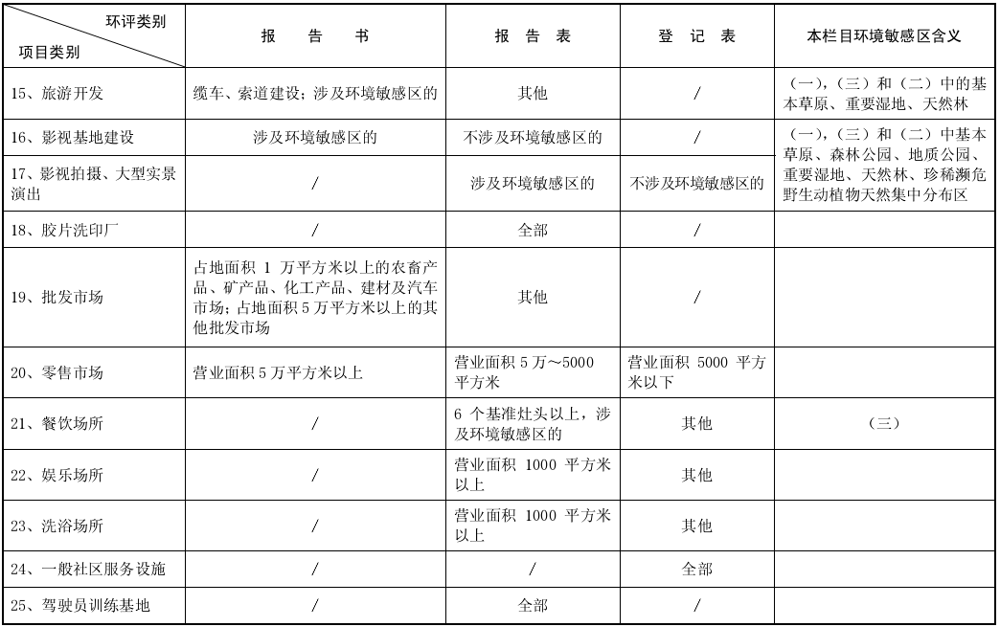 环评类别
项目类别
报 告 书
报 告 表
登 记 表
本栏目环境敏感区含义
15、旅游开发
缆车、索道建设；涉及环境敏感区的
其他
/
（一），（三）和（二）中的基
本草原、重要湿地、天然林
16、影视基地建设
涉及环境敏感区的
不涉及环境敏感区的
/
（一），（三）和（二）中基本
草原、森林公园、地质公园、
重要湿地、天然林、珍稀濒危
野生动植物天然集中分布区
17、影视拍摄、大型实景
演出
/
涉及环境敏感区的
不涉及环境敏感区的
18、胶片洗印厂
/
全部
/
19、批发市场
占地面积 1 万平方米以上的农畜产
品、矿产品、化工产品、建材及汽车
市场；占地面积5万平方米以上的其
他批发市场
其他
/
20、零售市场
营业面积5万平方米以上
营业面积5万～5000
平方米
营业面积 5000 平方
米以下
21、餐饮场所
/
6 个基准灶头以上，涉
及环境敏感区的
其他
（三）
22、娱乐场所
/
营业面积 1000 平方米
以上
其他
23、洗浴场所
/
营业面积 1000 平方米
以上
其他
24、一般社区服务设施
/
/
全部
25、驾驶员训练基地
/
全部
/